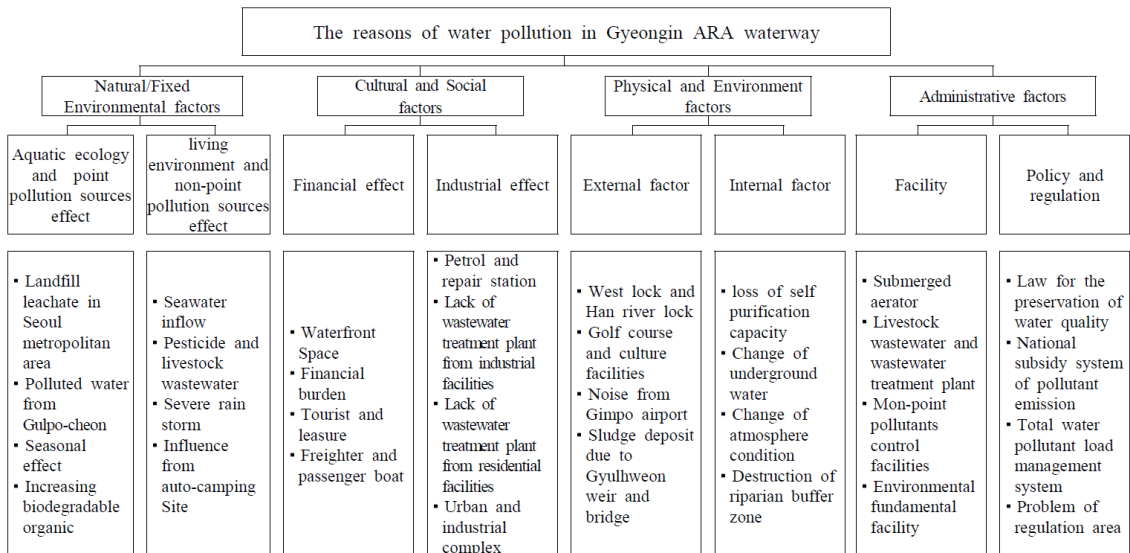 The reasons of water pollution in Gyeongin ARA waterway
Natural/Fixed
Environmental factors
Cultural and Social
factors
Physical and Environment
factors
Administrative factors
Aquatic ecology
and point
pollution sources
effect
living
environment and
non-point
pollution sources
effect
Financial effect
Industrial effect
External factor
Internal factor
Facility
Policy and
regulation
▪ Landfill
leachate in
Seoul
metropolitan
area
▪ Polluted water
from
Gulpo-cheon
▪ Seasonal
effect
▪ Increasing
biodegradable
organic
▪ Seawater
inflow
▪ Pesticide and
livestock
wastewater
▪ Severe rain
storm
▪ Influence
from
auto-camping
Site
▪ Waterfront
Space
▪ Financial
burden
▪ Tourist and
leasure
▪ Freighter and
passenger boat
▪ Petrol and
repair station
▪ Lack of
wastewater
treatment plant
from industrial
facilities
▪ Lack of
wastewater
treatment plant
from residential
facilities
▪ Urban and
industrial
complex
▪ West lock and
Han river lock
▪ Golf course
and culture
facilities
▪ Noise from
Gimpo airport
▪ Sludge deposit
due to
Gyulhweon
weir and
bridge
▪ loss of self
purification
capacity
▪ Change of
underground
water
▪ Change of
atmosphere
condition
▪ Destruction of
riparian buffer
zone
▪ Submerged
aerator
▪ Livestock
wastewater and
wastewater
treatment plant
▪ Mon-point
pollutants
control
facilities
▪ Environmental
fundamental
facility
▪ Law for the
preservation of
water quality
▪ National
subsidy system
of pollutant
emission
▪ Total water
pollutant load
management
system
▪ Problem of
regulation area